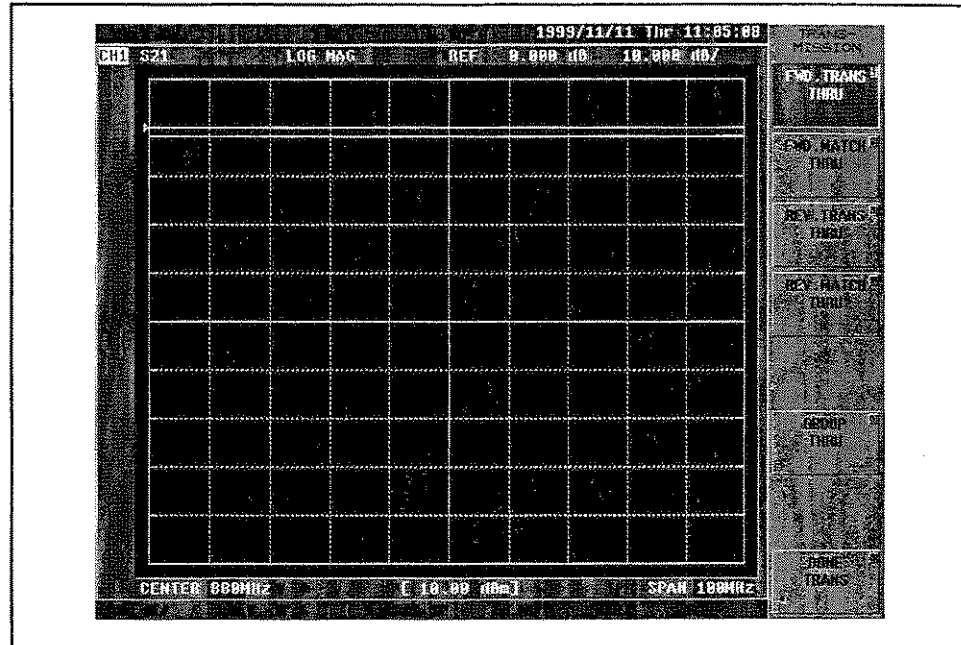 1999/11/11 Thr 11:05:00
TRANS-
MISSION
CH1 S21 LOG MAG REF 0.000 dB 10.000 dB/
FWD.TRANS
THRU
FWD.MATCH
THRU
REV.TRANS
THRU
REV.MATCH
THRU
GROUP
THRU
DONE
TRANS
CENTER 880MHz [ 10.00 dBm] SPAN 100MHz